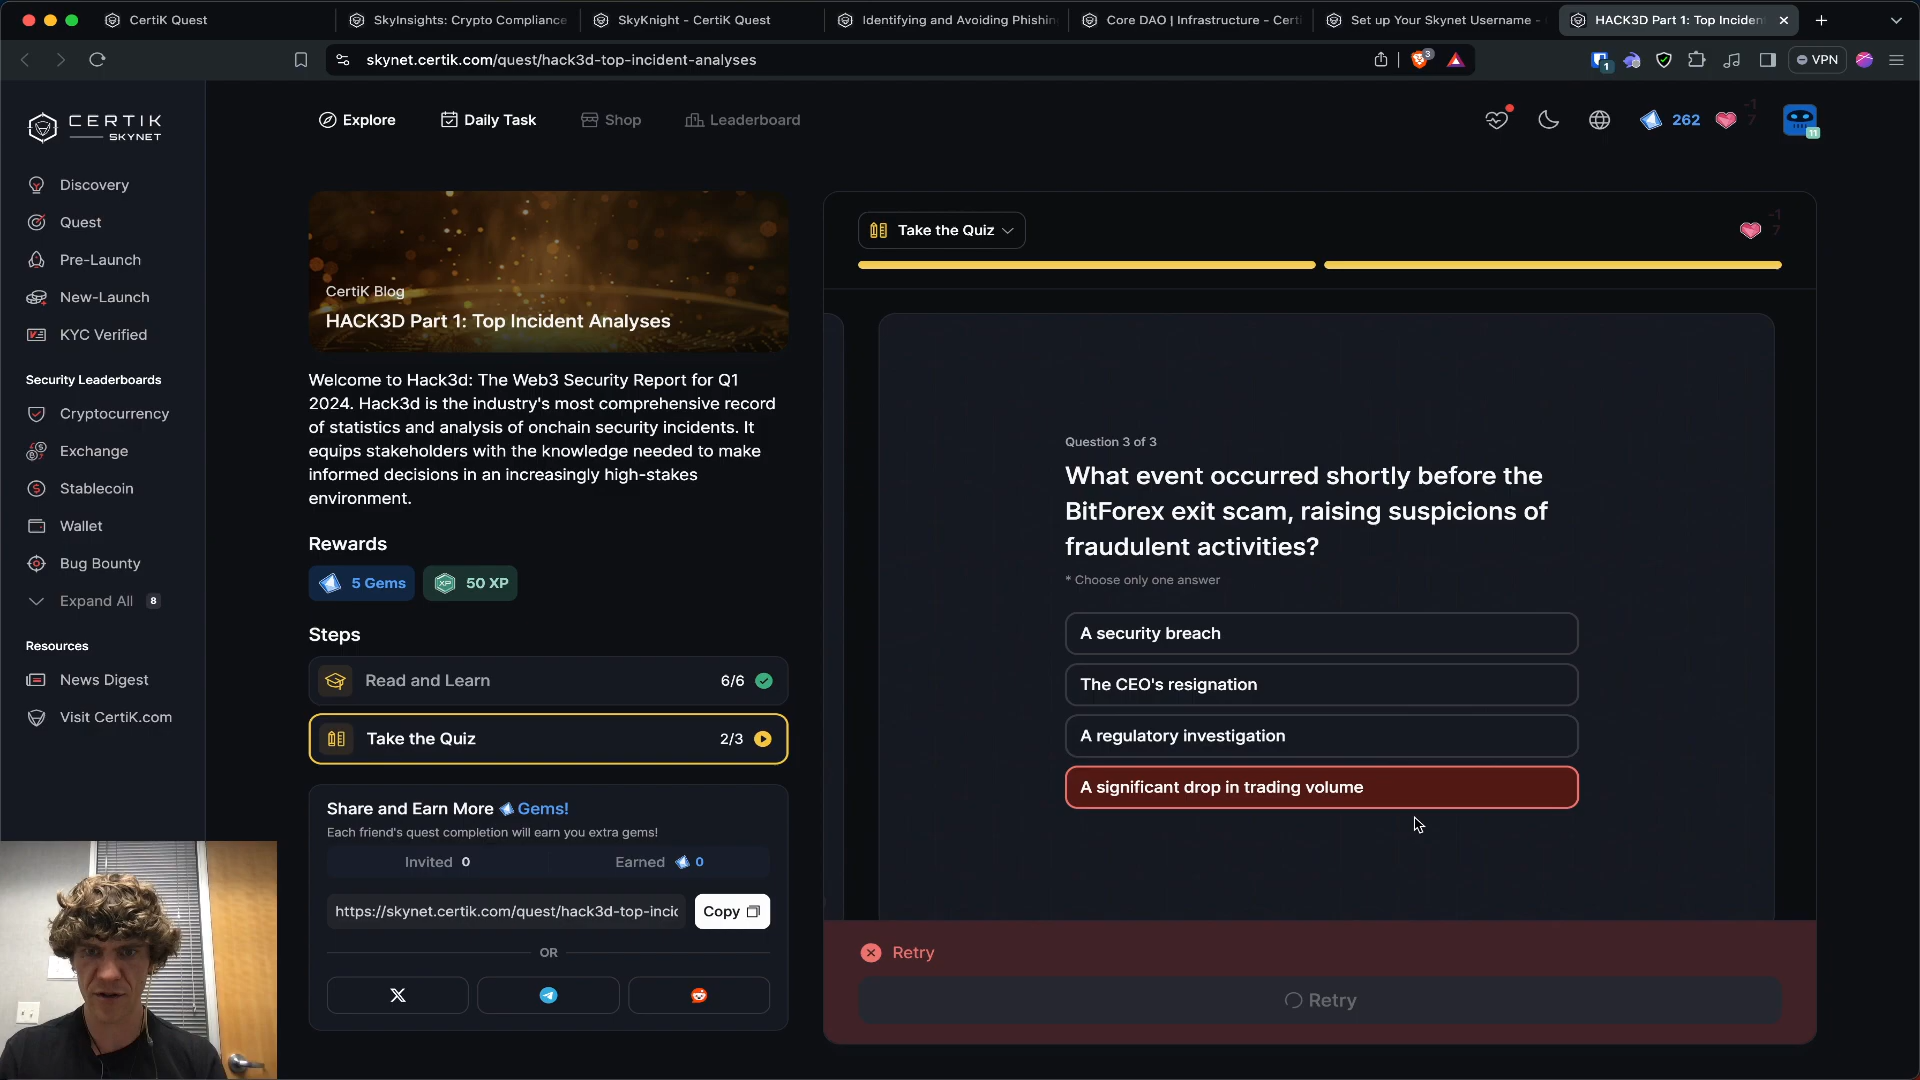 CertiK Quest
SkyInsights: Crypto Compliance
SkyKnight - CertiK Quest
Identifying and Avoiding Phishin
Core DAO | Infrastructure - Certi
Set up Your Skynet Username -
HACK3D Part 1: Top Inciden
skynet.certik.com/quest/hack3d-top-incident-analyses
3
1
VPN
CERTIK
SKYNET
Explore
Daily Task
Shop
Leaderboard
262
-1
7
11
Discovery
Quest
Pre-Launch
New-Launch
KYC Verified
Security Leaderboards
Cryptocurrency
Exchange
Stablecoin
Wallet
Bug Bounty
Expand All 8
Resources
News Digest
Visit CertiK.com
CertiK Blog
HACK3D Part 1: Top Incident Analyses
Welcome to Hack3d: The Web3 Security Report for Q1
2024. Hack3d is the industry's most comprehensive record
of statistics and analysis of onchain security incidents. It
equips stakeholders with the knowledge needed to make
informed decisions in an increasingly high-stakes
environment.
Rewards
5 Gems
XP 50 XP
Steps
Read and Learn 6/6
Take the Quiz 2/3
Share and Earn More Gems!
Each friend's quest completion will earn you extra gems!
Invited 0
Earned 0
https://skynet.certik.com/quest/hack3d-top-incic
Copy
OR
Take the Quiz
-1
7
Question 3 of 3
What event occurred shortly before the
BitForex exit scam, raising suspicions of
fraudulent activities?
* Choose only one answer
A security breach
The CEO's resignation
A regulatory investigation
A significant drop in trading volume
Retry
Retry